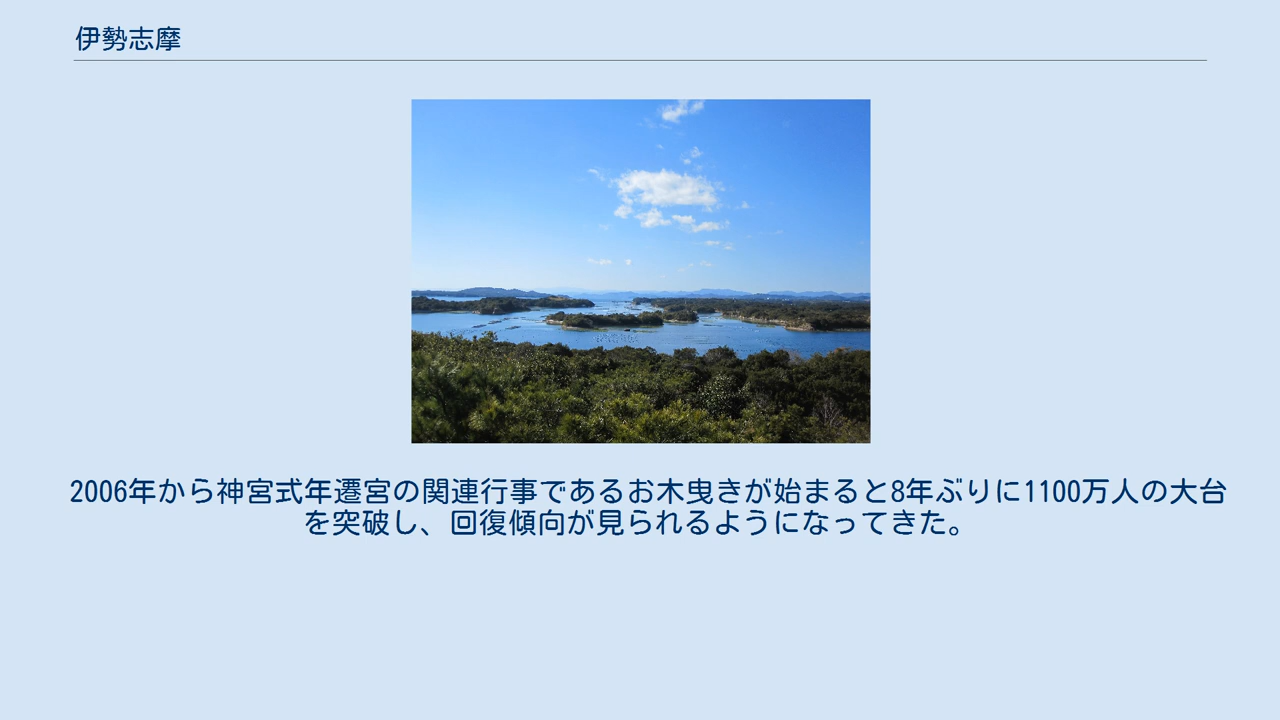 伊勢志摩
2006年から神宮式年遷宮の関連行事であるお木曳きが始まると8年ぶりに1100万人の大台
を突破し、回復傾向が見られるようになってきた。